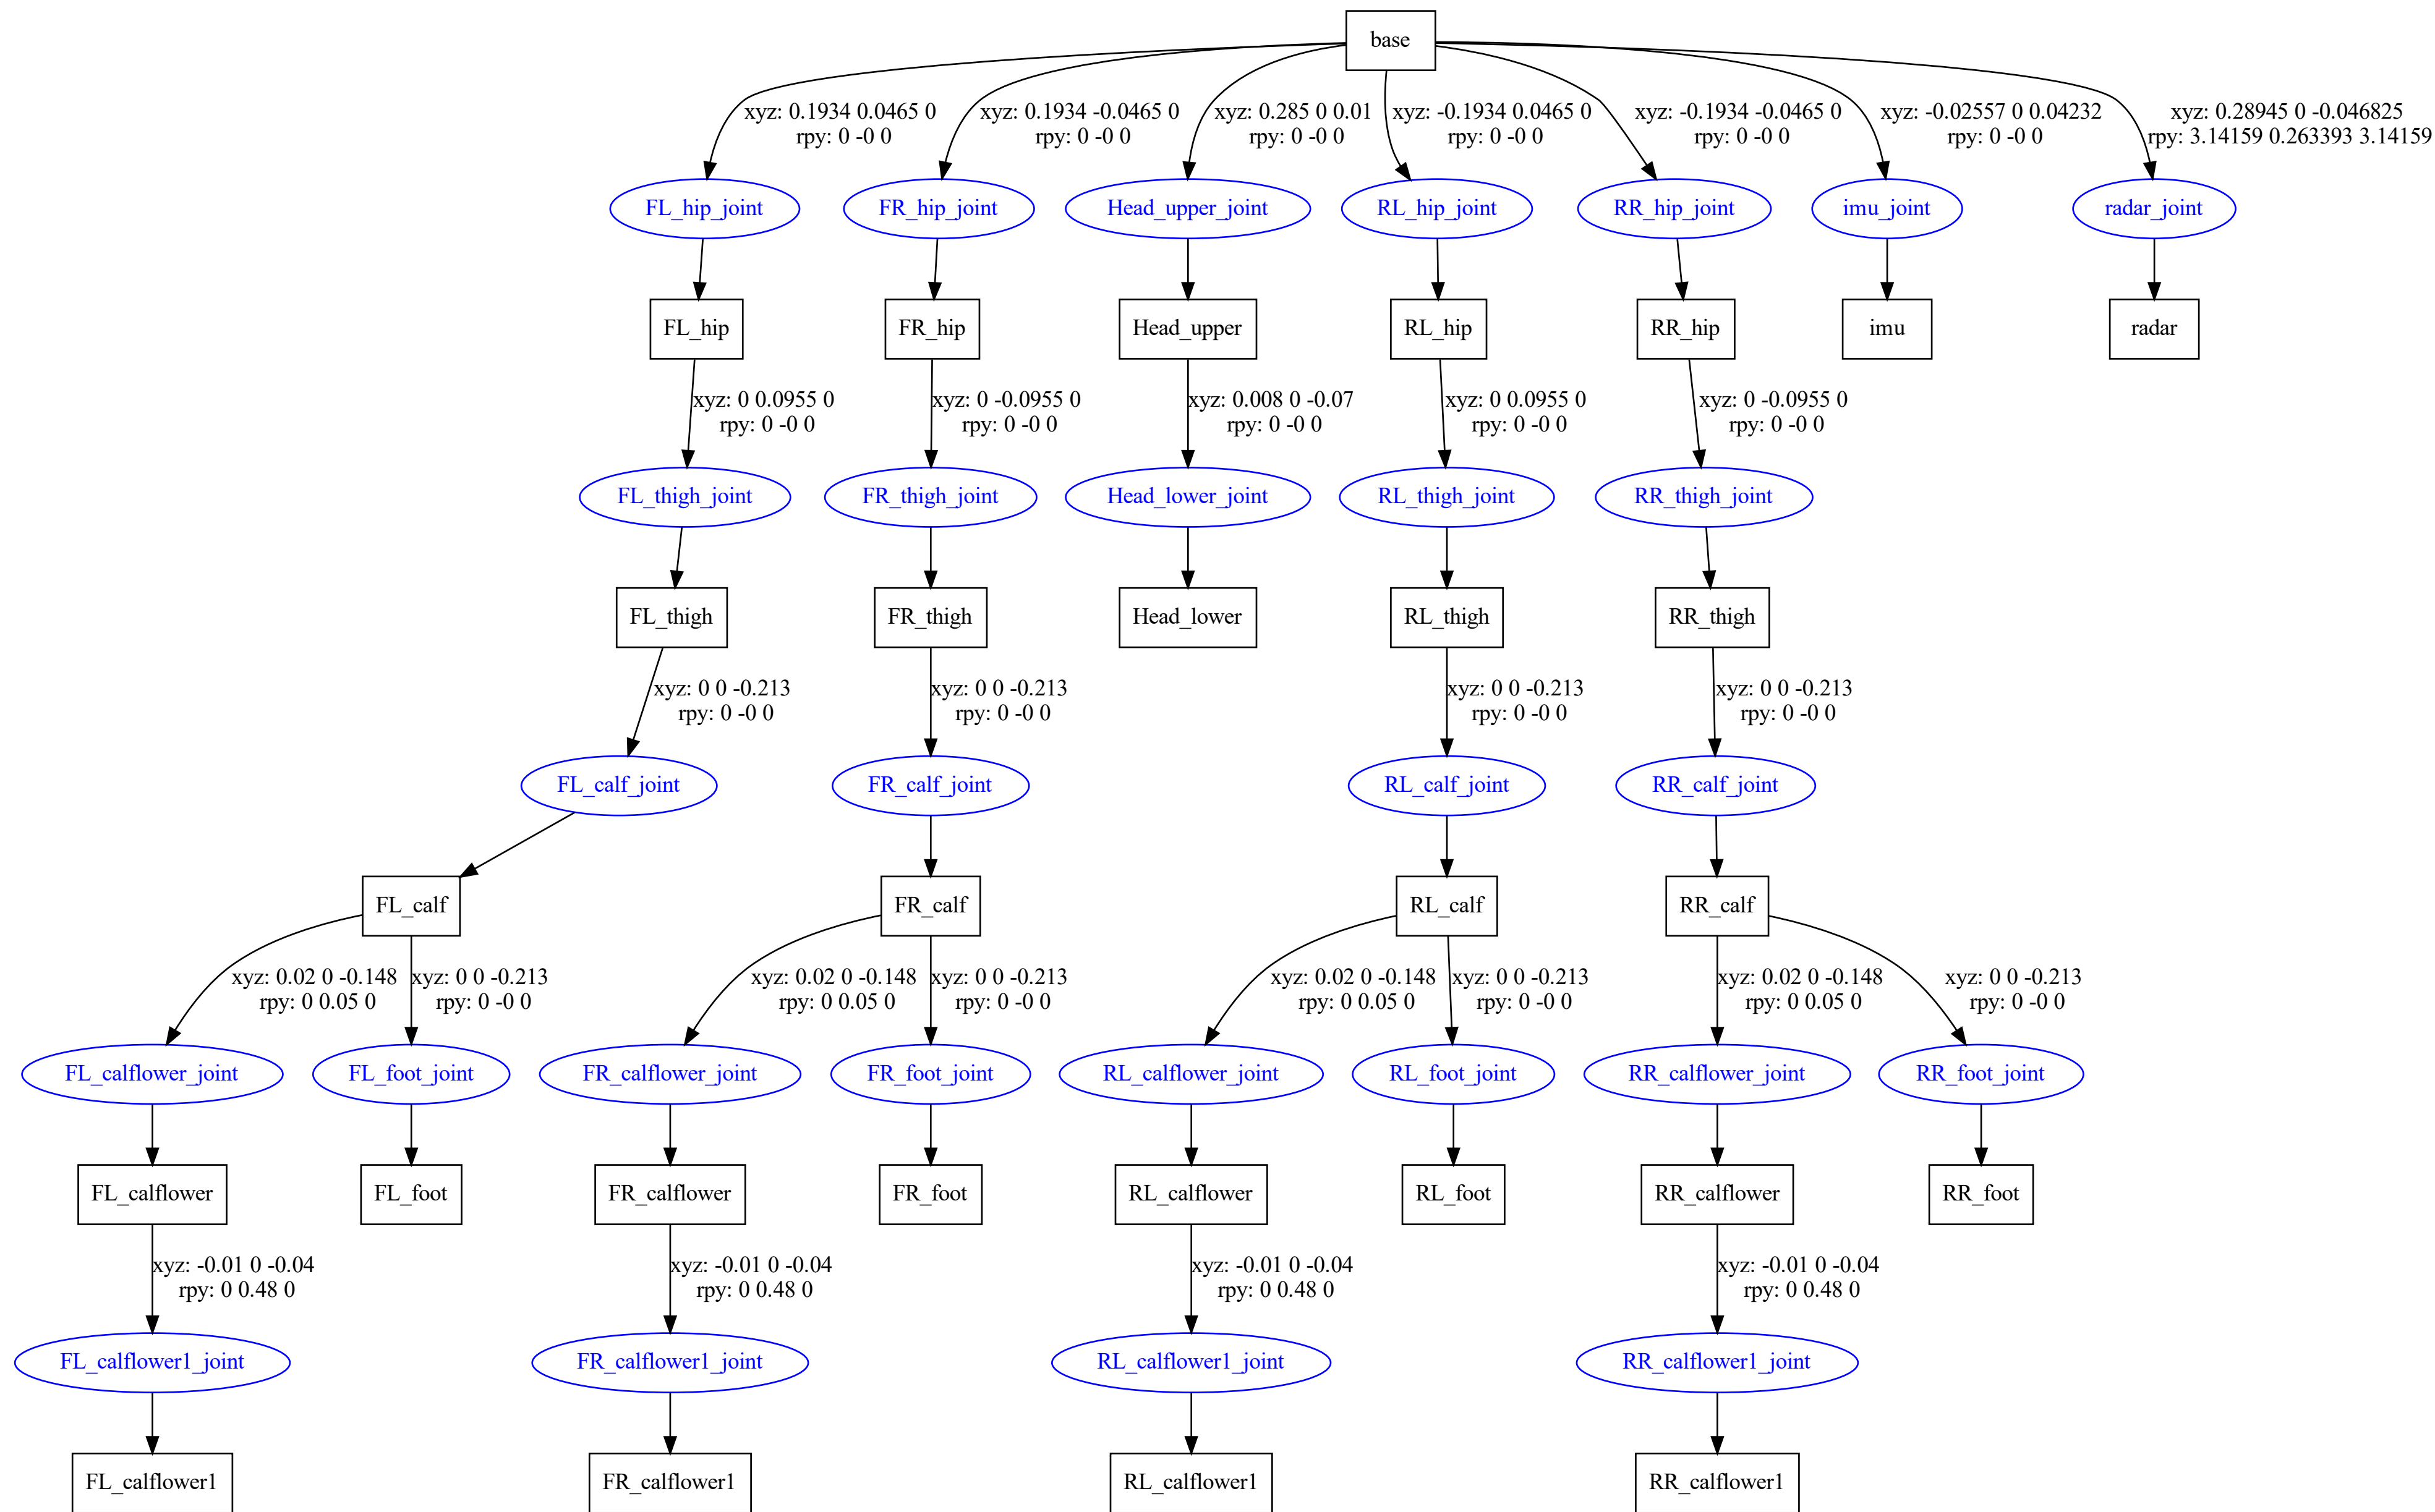 base
xyz: 0.1934 0.0465 0
rpy: 0 -0 0
xyz: 0.1934 -0.0465 0
rpy: 0 -0 0
xyz: 0.285 0 0.01
rpy: 0 -0 0
xyz: -0.1934 0.0465 0
rpy: 0 -0 0
xyz: -0.1934 -0.0465 0
rpy: 0 -0 0
xyz: -0.02557 0 0.04232
rpy: 0 -0 0
xyz: 0.28945 0 -0.046825
rpy: 3.14159 0.263393 3.14159
FL_hip_joint
FR_hip_joint
Head_upper_joint
RL_hip_joint
RR_hip_joint
imu_joint
radar_joint
FL_hip
FR_hip
Head_upper
RL_hip
RR_hip
imu
radar
xyz: 0 0.0955 0
rpy: 0 -0 0
xyz: 0 -0.0955 0
rpy: 0 -0 0
xyz: 0.008 0 -0.07
rpy: 0 -0 0
xyz: 0 0.0955 0
rpy: 0 -0 0
xyz: 0 -0.0955 0
rpy: 0 -0 0
FL_thigh_joint
FR_thigh_joint
Head_lower_joint
RL_thigh_joint
RR_thigh_joint
FL_thigh
FR_thigh
Head_lower
RL_thigh
RR_thigh
xyz: 0 0 -0.213
rpy: 0 -0 0
xyz: 0 0 -0.213
rpy: 0 -0 0
xyz: 0 0 -0.213
rpy: 0 -0 0
xyz: 0 0 -0.213
rpy: 0 -0 0
FL_calf_joint
FR_calf_joint
RL_calf_joint
RR_calf_joint
FL_calf
FR_calf
RL_calf
RR_calf
xyz: 0.02 0 -0.148
rpy: 0 0.05 0
xyz: 0 0 -0.213
rpy: 0 -0 0
xyz: 0.02 0 -0.148
rpy: 0 0.05 0
xyz: 0 0 -0.213
rpy: 0 -0 0
xyz: 0.02 0 -0.148
rpy: 0 0.05 0
xyz: 0 0 -0.213
rpy: 0 -0 0
xyz: 0.02 0 -0.148
rpy: 0 0.05 0
xyz: 0 0 -0.213
rpy: 0 -0 0
FL_calflower_joint
FL_foot_joint
FR_calflower_joint
FR_foot_joint
RL_calflower_joint
RL_foot_joint
RR_calflower_joint
RR_foot_joint
FL_calflower
FL_foot
FR_calflower
FR_foot
RL_calflower
RL_foot
RR_calflower
RR_foot
xyz: -0.01 0 -0.04
rpy: 0 0.48 0
xyz: -0.01 0 -0.04
rpy: 0 0.48 0
xyz: -0.01 0 -0.04
rpy: 0 0.48 0
xyz: -0.01 0 -0.04
rpy: 0 0.48 0
FL_calflower1_joint
FR_calflower1_joint
RL_calflower1_joint
RR_calflower1_joint
FL_calflower1
FR_calflower1
RL_calflower1
RR_calflower1